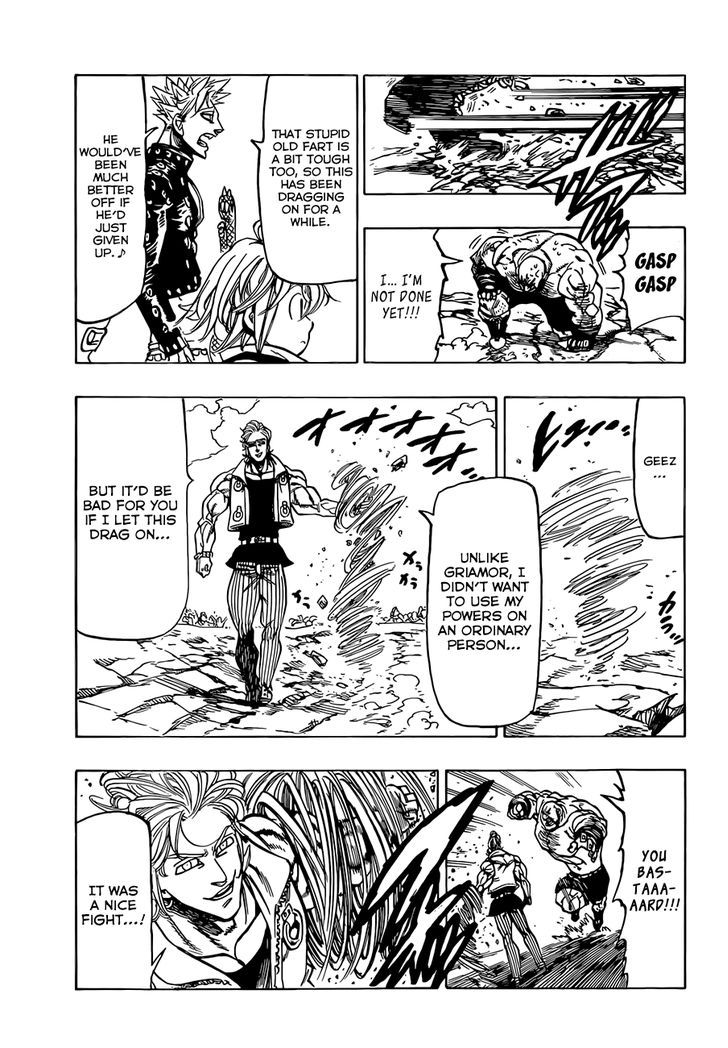 GASP
GASP
I... I'M
NOT DONE
YET!!!
THAT STUPID
OLD FART IS
A BIT TOUGH
TOO, SO THIS
HAS BEEN
DRAGGING
ON FOR A
WHILE.
HE
WOULD'VE
BEEN
MUCH
BETTER
OFF IF
HE'D
JUST
GIVEN
UP.♪
GEEZ
...
UNLIKE
GRIAMOR, I
DIDN'T WANT
TO USE MY
POWERS ON
AN ORDINARY
PERSON...
BUT IT'D BE
BAD FOR YOU
IF I LET THIS
DRAG ON...
YOU
BAS-
TAAA-
AARD!!!
IT WAS
A NICE
FIGHT...!